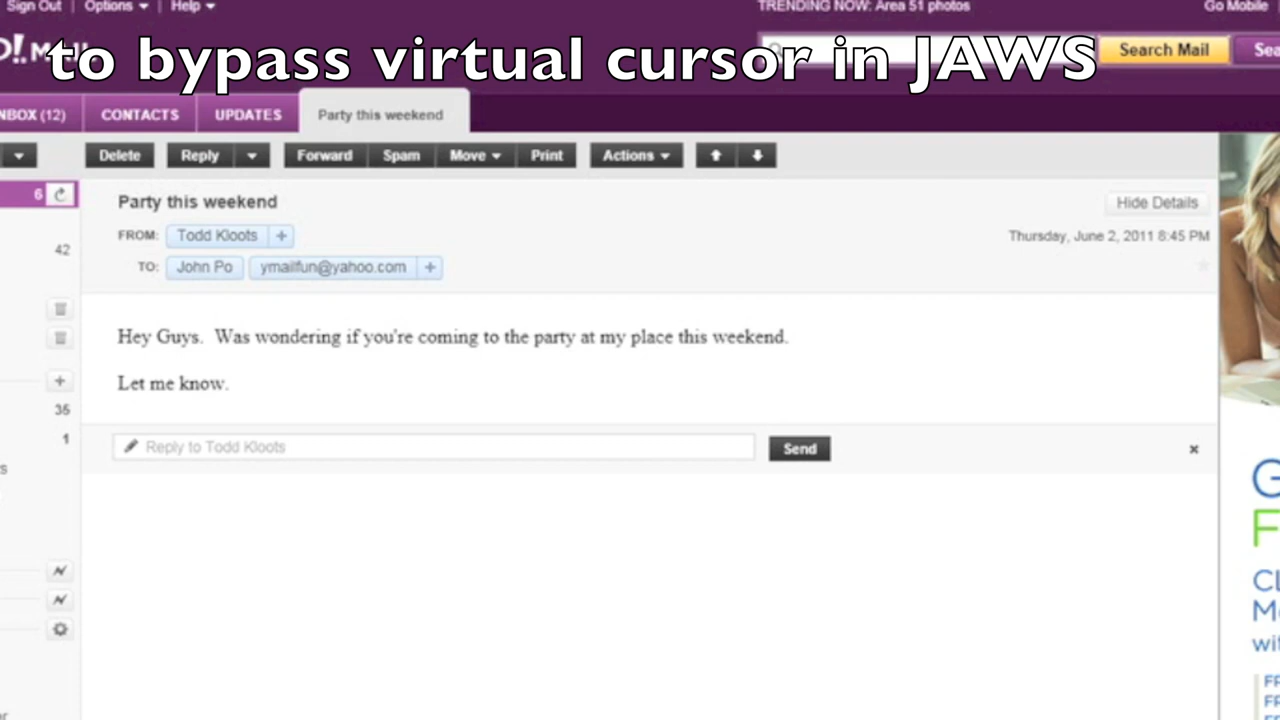 Sign Out | Options | Help
TRENDING NOW: Area 51 photos
Go Mobile
to bypass virtual cursor in JAWS
Search Mail
INBOX (12)
CONTACTS
UPDATES
Party this weekend
Delete
Reply
Forward
Spam
Move
Print
Actions
6
Party this weekend
Hide Details
FROM: Todd Kloots +
Thursday, June 2, 2011 8:45 PM
TO: John Po ymailfun@yahoo.com +
42
Hey Guys. Was wondering if you're coming to the party at my place this weekend.
Let me know.
+
35
1
Reply to Todd Kloots
Send
x